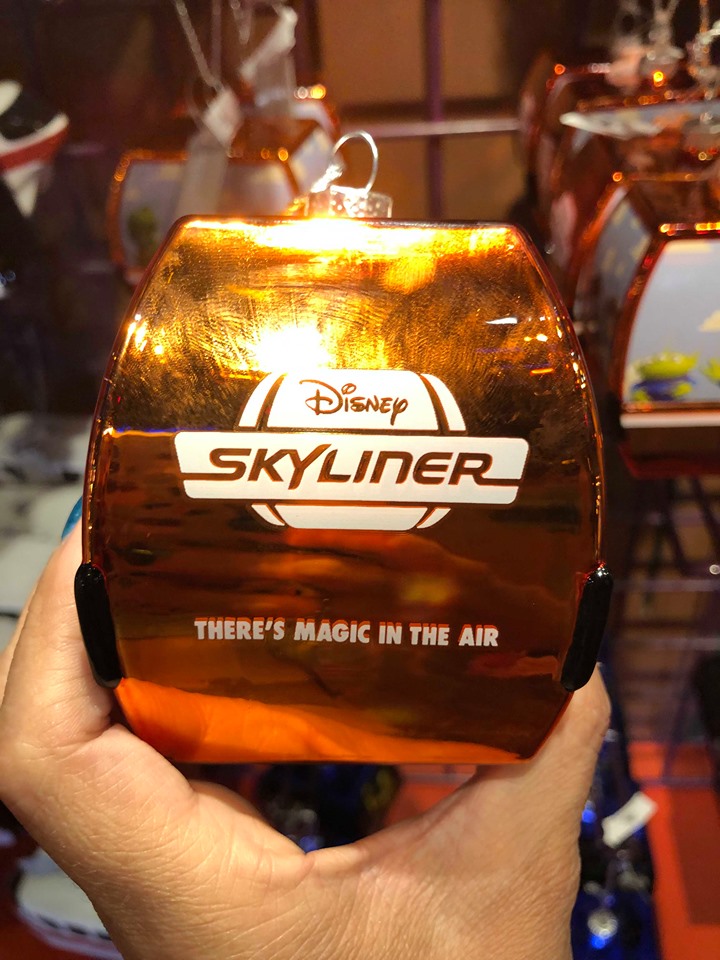 Disney
SKYLINER
THERE'S MAGIC IN THE AIR